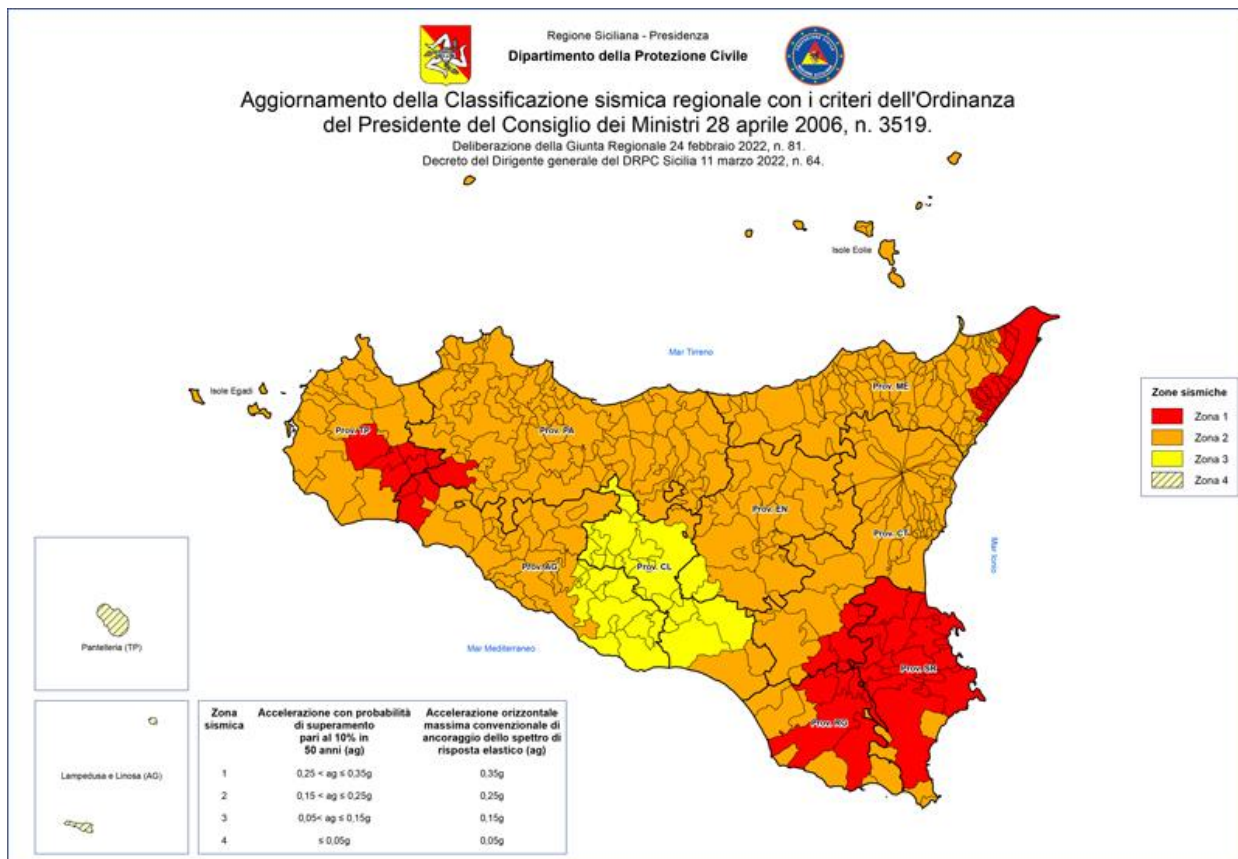 Regione Siciliana - Presidenza
Dipartimento della Protezione Civile
Aggiornamento della Classificazione sismica regionale con i criteri dell'Ordinanza
del Presidente del Consiglio dei Ministri 28 aprile 2006, n. 3519.
Deliberazione della Giunta Regionale 24 febbraio 2022, n. 81.
Decreto del Dirigente generale del DRPC Sicilia 11 marzo 2022, n. 64.
Isole Eolie
Mar Tirreno
Isole Egadi
Prov. ME
Prov. TP
Prov. PA
Prov. EN
Prov. CT
Prov. AG
Prov. CL
Mar Ionio
Mar Mediterraneo
Prov. SR
Prov. RG
Zone sismiche
Zona 1
Zona 2
Zona 3
Zona 4
Pantelleria (TP)
Lampedusa e Linosa (AG)
Zona sismica | Accelerazione con probabilità di superamento pari al 10% in 50 anni (ag) | Accelerazione orizzontale massima convenzionale di ancoraggio dello spettro di risposta elastico (ag)
1 0,25 < ag ≤ 0,35g 0,35g
2 0,15 < ag ≤ 0,25g 0,25g
3 0,05< ag ≤ 0,15g 0,15g
4 ≤ 0,05g 0,05g